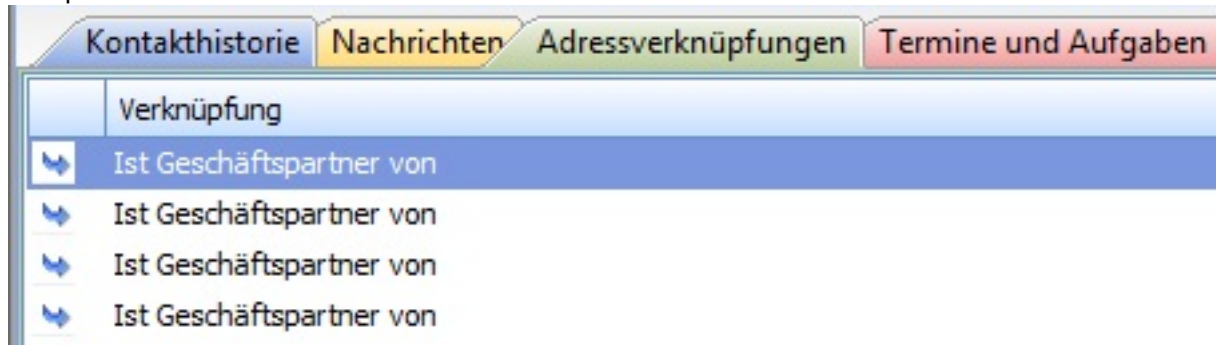 Kontakthistorie Nachrichten Adressverknüpfungen Termine und Aufgaben
Verknüpfung
Ist Geschäftspartner von
Ist Geschäftspartner von
Ist Geschäftspartner von
Ist Geschäftspartner von